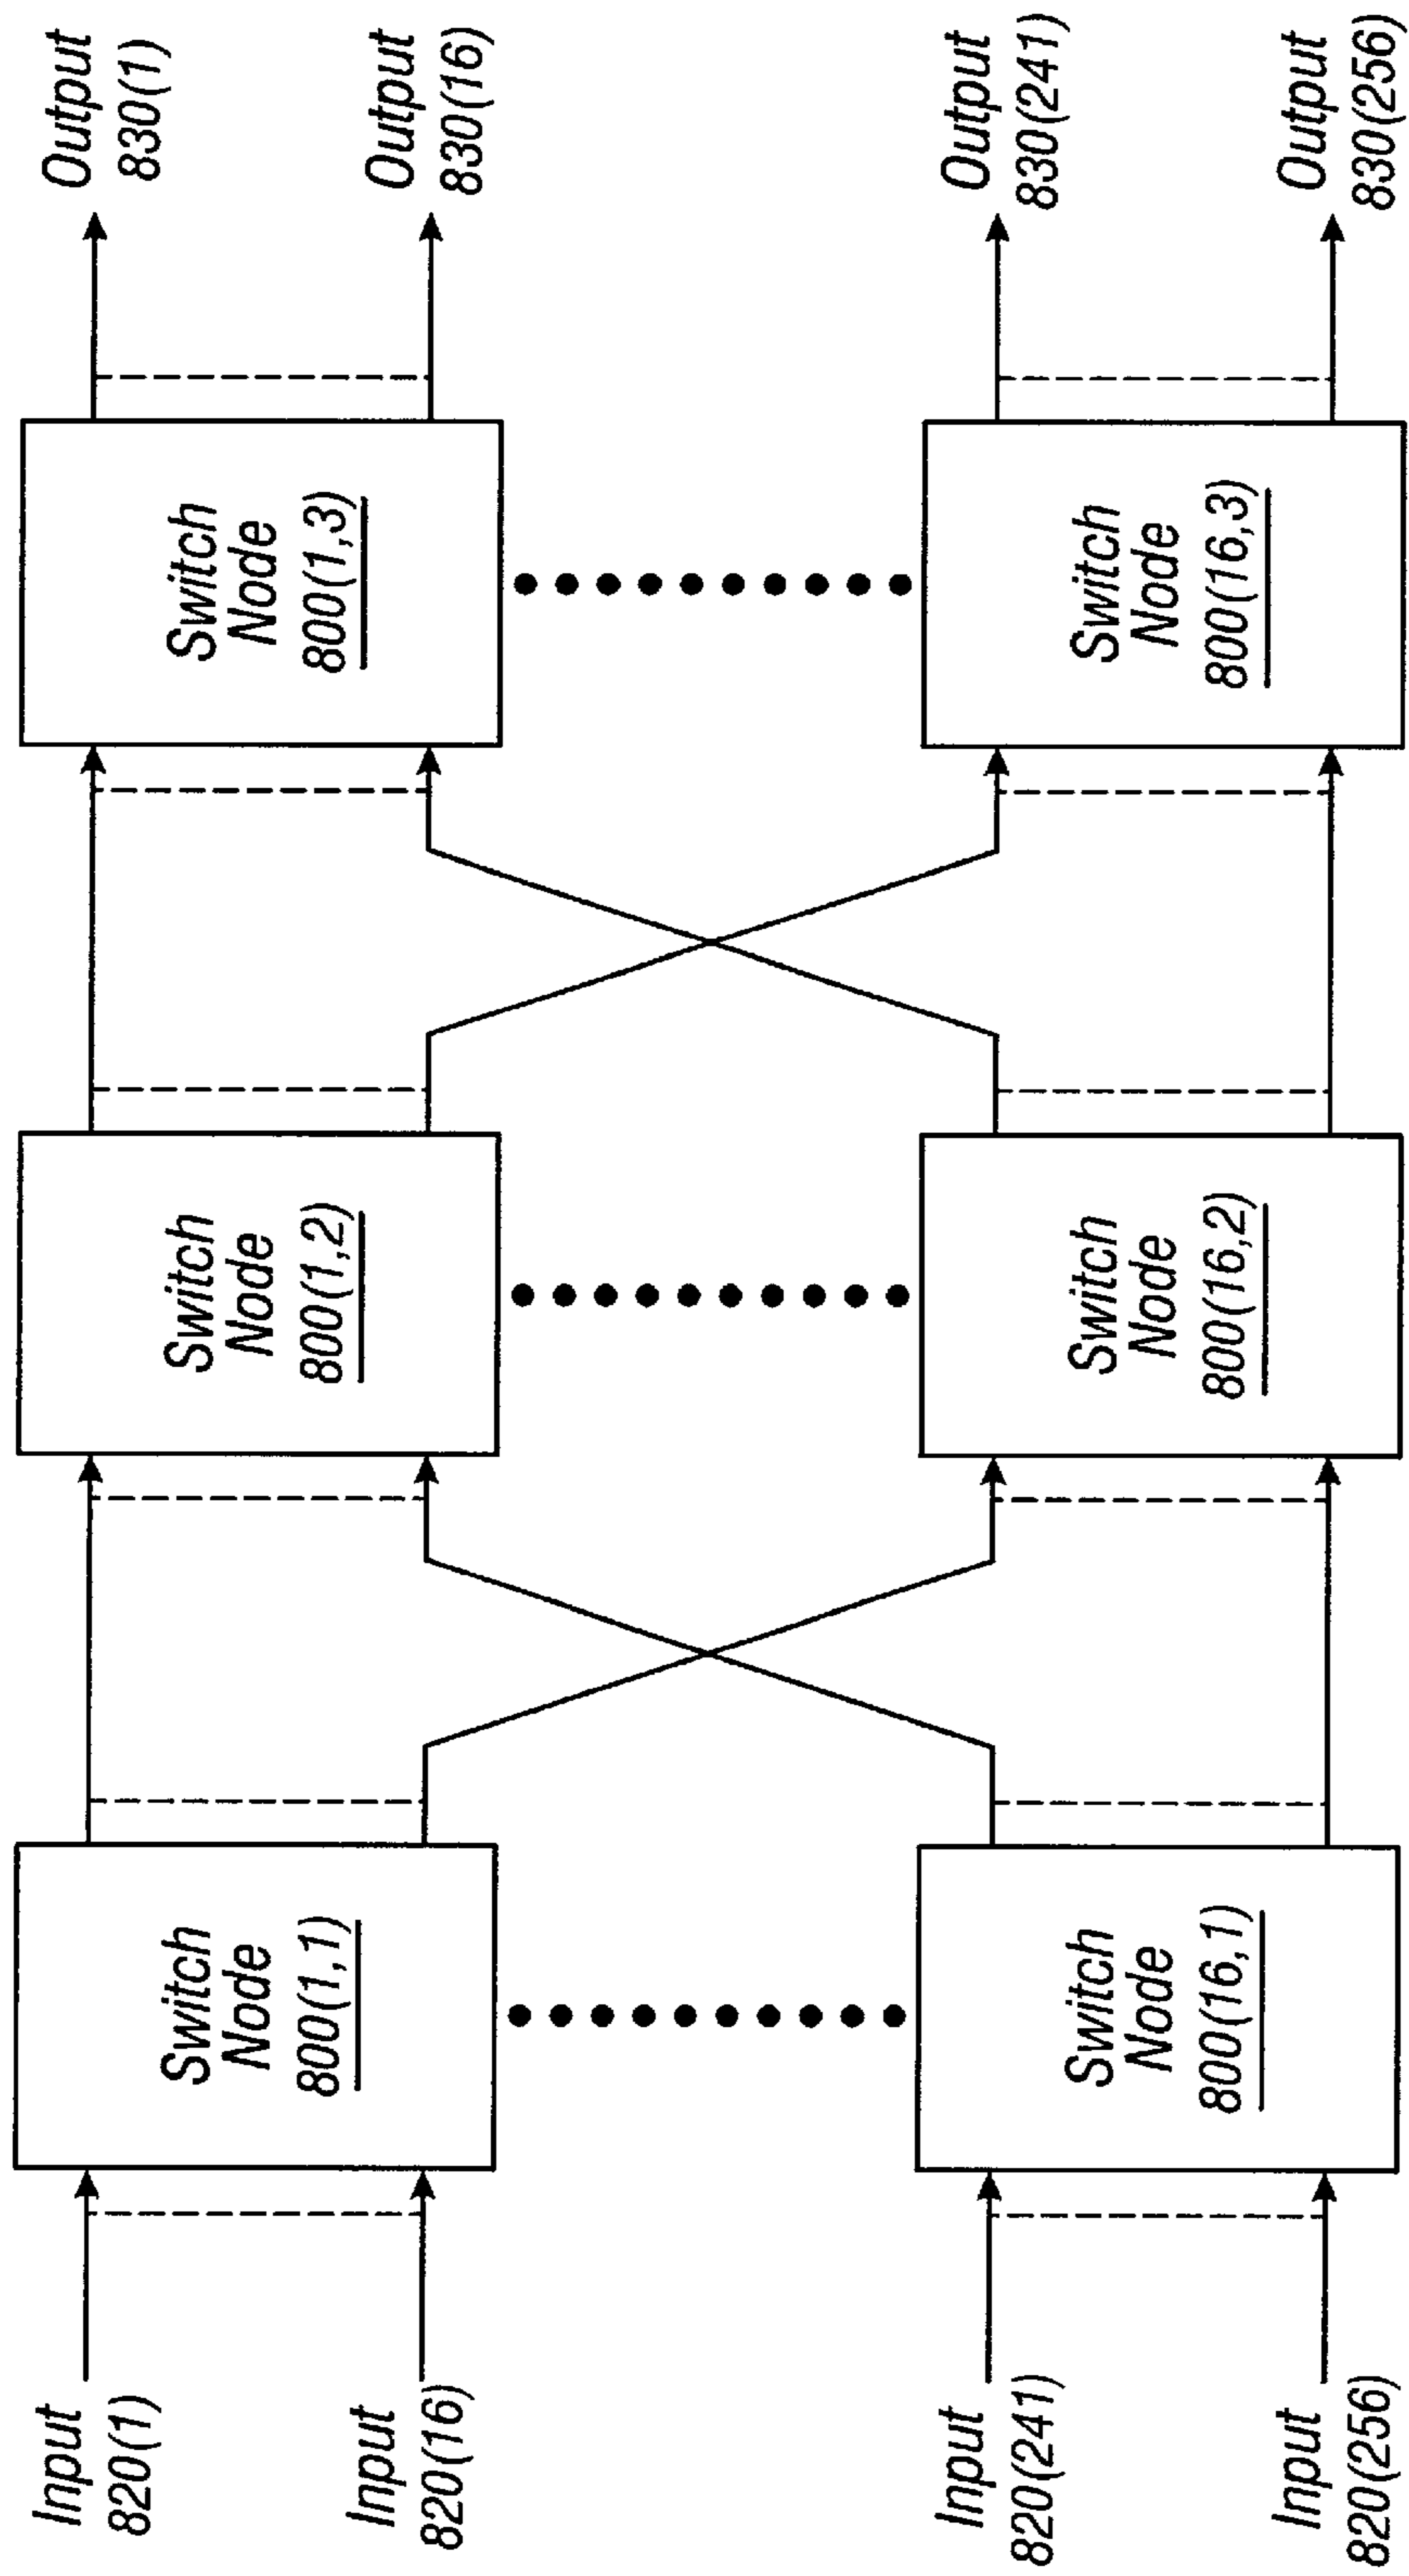 Input
820(1)
Input
820(16)
Input
820(241)
Input
820(256)
Switch
Node
800(1,1)
Switch
Node
800(16,1)
Switch
Node
800(1,2)
Switch
Node
800(16,2)
Switch
Node
800(1,3)
Switch
Node
800(16,3)
Output
830(1)
Output
830(16)
Output
830(241)
Output
830(256)